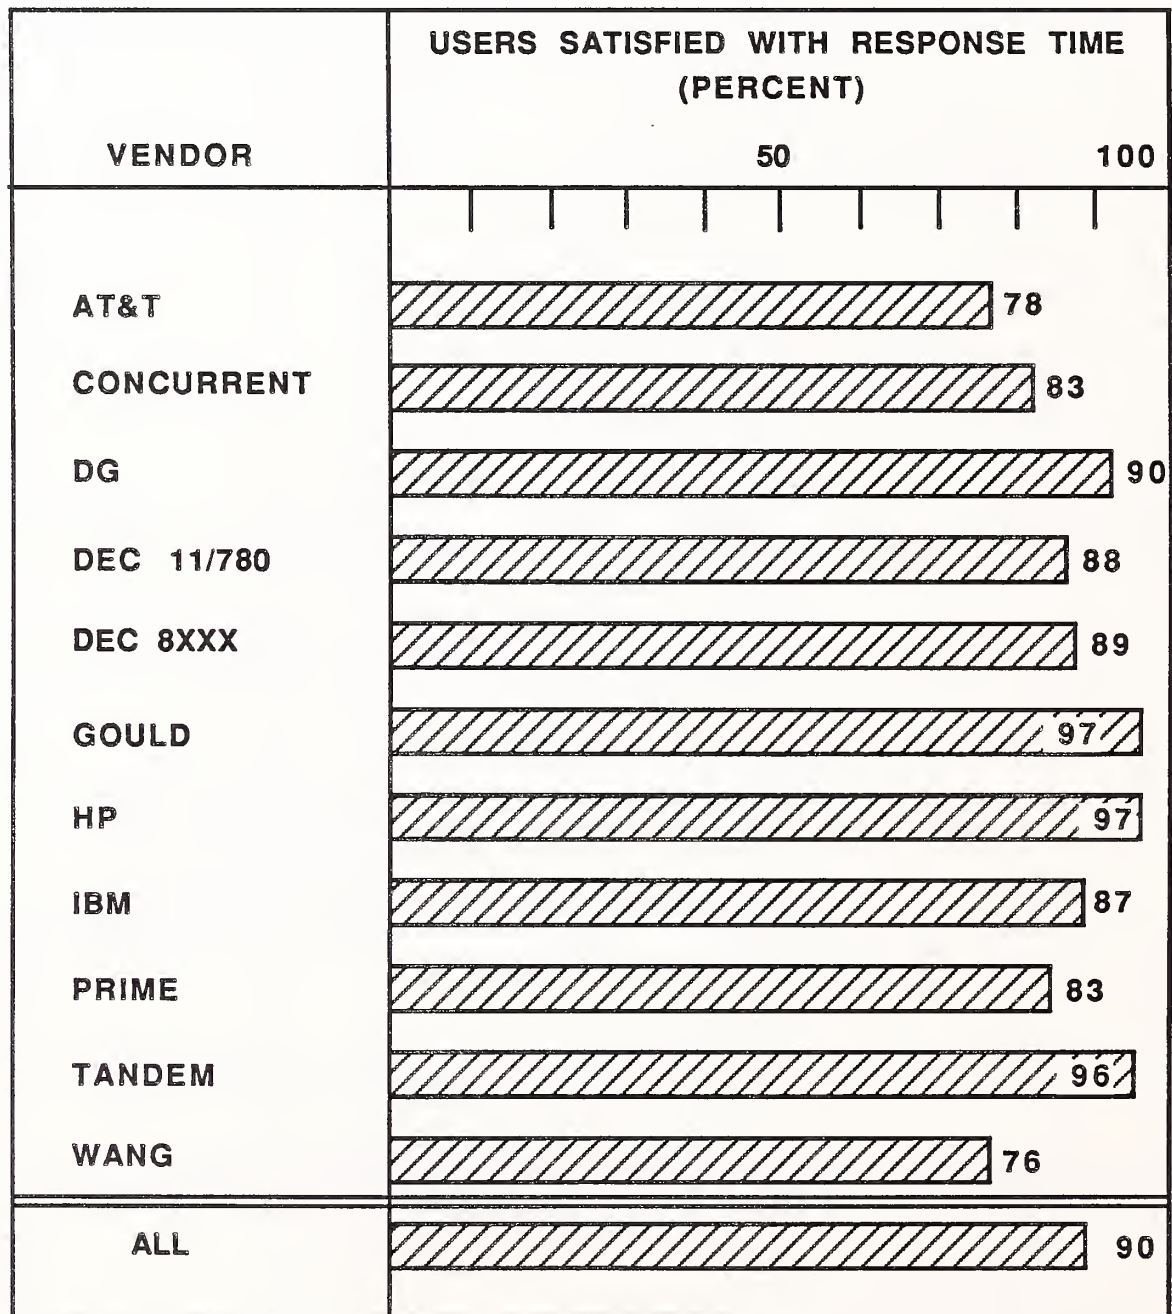 USERS SATISFIED WITH RESPONSE TIME
(PERCENT)
VENDOR 50 100
AT&T 78
CONCURRENT 83
DG 90
DEC 11/780 88
DEC 8XXX 89
GOULD 97
HP 97
IBM 87
PRIME 83
TANDEM 96
WANG 76
ALL 90